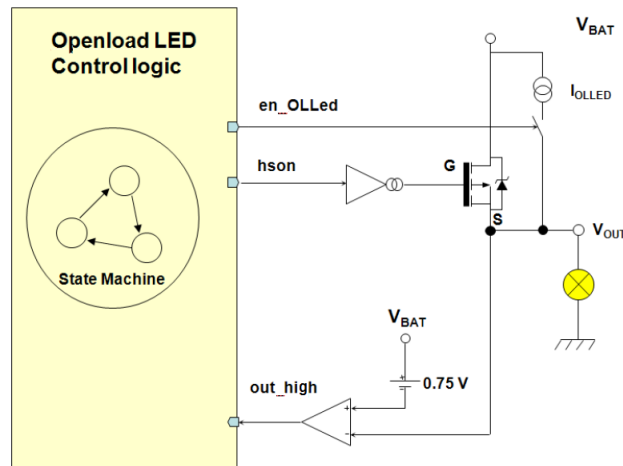 Openload LED
Control logic
V_BAT
I_OLLED
en_OLLed
hson
G
S
V_OUT
State Machine
V_BAT
0.75 V
out_high
+
-